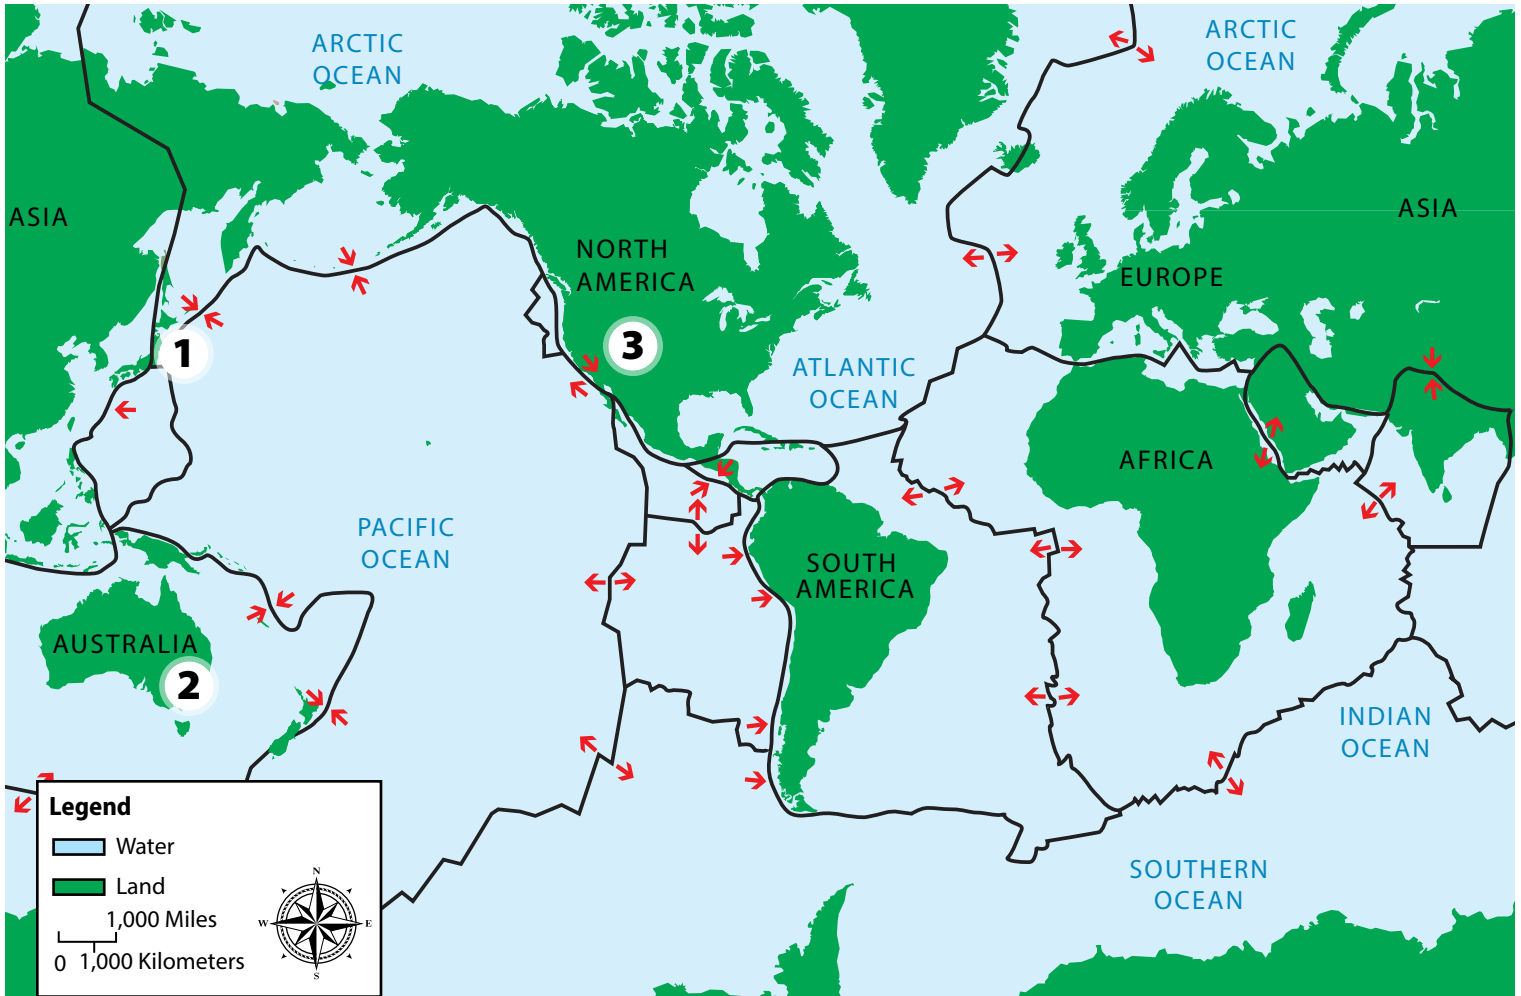 ARCTIC
OCEAN
ARCTIC
OCEAN
ASIA
NORTH
AMERICA
ASIA
EUROPE
1
3
ATLANTIC
OCEAN
AFRICA
PACIFIC
OCEAN
SOUTH
AMERICA
AUSTRALIA
2
INDIAN
OCEAN
SOUTHERN
OCEAN
Legend
Water
Land
1,000 Miles
0 1,000 Kilometers
N
W E
S